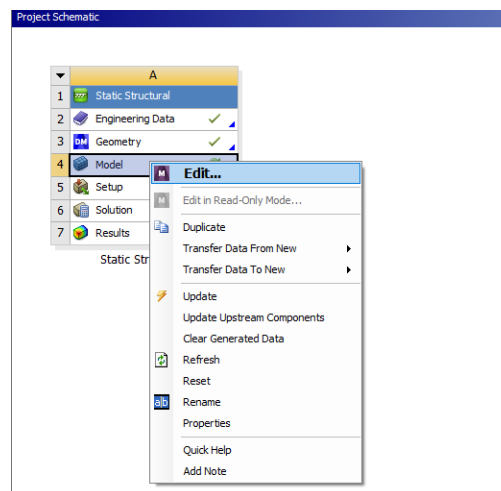 Project Schematic
A
1 Static Structural
2 Engineering Data
3 DM Geometry
4 Model
M Edit...
5 Setup
M Edit in Read-Only Mode...
6 Solution
Duplicate
7 Results
Transfer Data From New
Static Str
Transfer Data To New
Update
Update Upstream Components
Clear Generated Data
Refresh
Reset
a|b Rename
Properties
Quick Help
Add Note